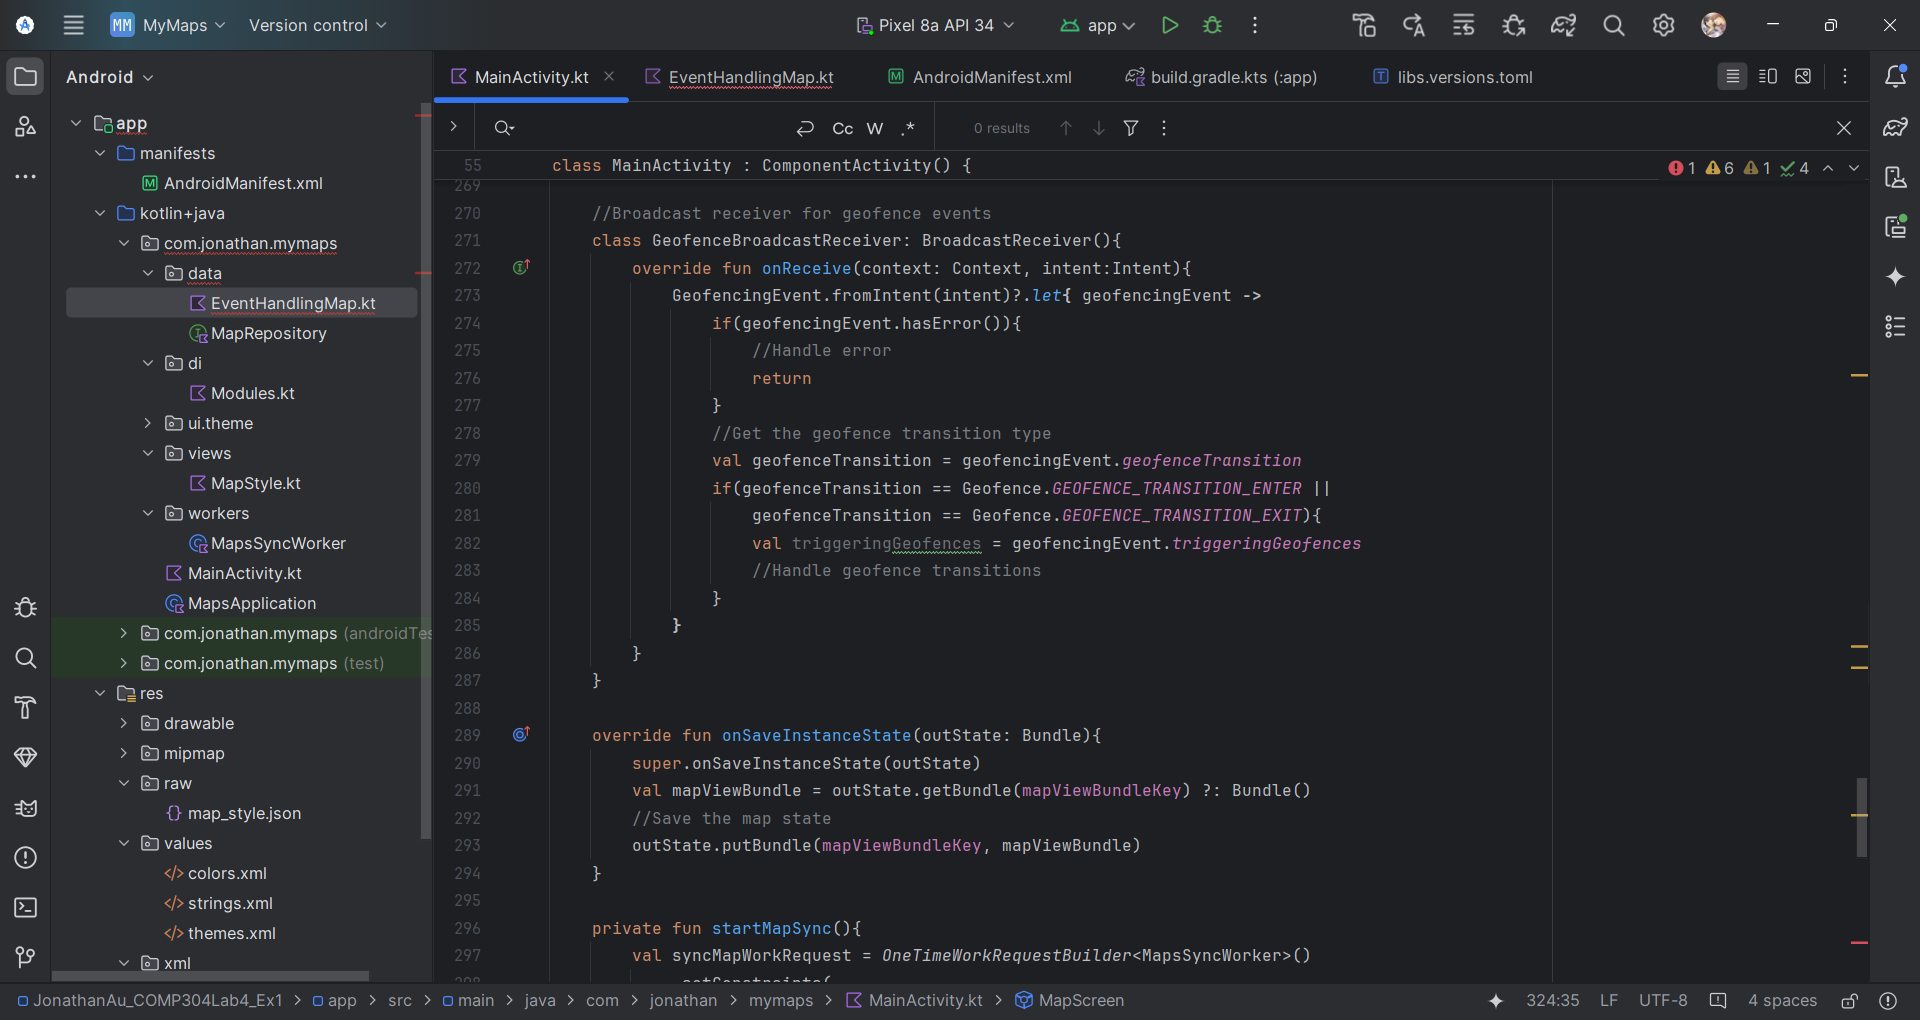 MM MyMaps Version control Pixel 8a API 34 app
Android
MainActivity.kt EventHandlingMap.kt AndroidManifest.xml build.gradle.kts (:app) libs.versions.toml
Cc W .* 0 results
app
manifests
AndroidManifest.xml
kotlin+java
com.jonathan.mymaps
data
EventHandlingMap.kt
MapRepository
di
Modules.kt
ui.theme
views
MapStyle.kt
workers
MapsSyncWorker
MainActivity.kt
MapsApplication
com.jonathan.mymaps (androidTes
com.jonathan.mymaps (test)
res
drawable
mipmap
raw
map_style.json
values
colors.xml
strings.xml
themes.xml
xml
55 class MainActivity : ComponentActivity() {
1 6 1 4
269
270 //Broadcast receiver for geofence events
271 class GeofenceBroadcastReceiver: BroadcastReceiver(){
272 override fun onReceive(context: Context, intent:Intent){
273 GeofencingEvent.fromIntent(intent)?.let{ geofencingEvent ->
274 if(geofencingEvent.hasError()){
275 //Handle error
276 return
277 }
278 //Get the geofence transition type
279 val geofenceTransition = geofencingEvent.geofenceTransition
280 if(geofenceTransition == Geofence.GEOFENCE_TRANSITION_ENTER ||
281 geofenceTransition == Geofence.GEOFENCE_TRANSITION_EXIT){
282 val triggeringGeofences = geofencingEvent.triggeringGeofences
283 //Handle geofence transitions
284 }
285 }
286 }
287 }
288
289 override fun onSaveInstanceState(outState: Bundle){
290 super.onSaveInstanceState(outState)
291 val mapViewBundle = outState.getBundle(mapViewBundleKey) ?: Bundle()
292 //Save the map state
293 outState.putBundle(mapViewBundleKey, mapViewBundle)
294 }
295
296 private fun startMapSync(){
297 val syncMapWorkRequest = OneTimeWorkRequestBuilder<MapsSyncWorker>()
JonathanAu_COMP304Lab4_Ex1 > app > src > main > java > com > jonathan > mymaps > MainActivity.kt > MapScreen 324:35 LF UTF-8 4 spaces